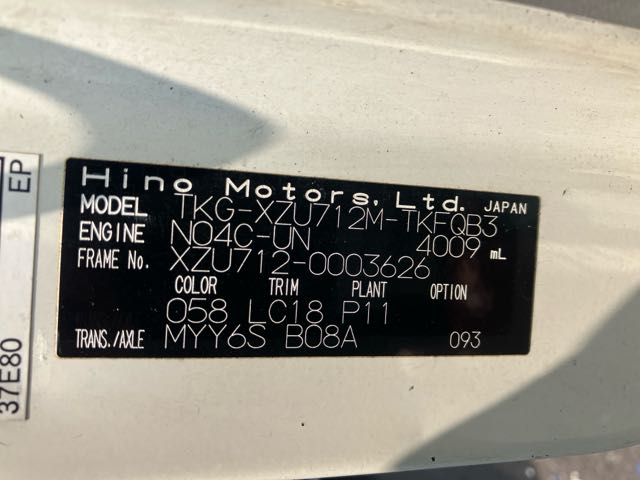 Hino Motors, Ltd. JAPAN
MODEL TKG-XZU712M-TKFQB3
ENGINE N04C-UN 4009 mL
FRAME No. XZU712-0003626
COLOR TRIM PLANT OPTION
058 LC18 P11
TRANS./AXLE MYY6S B08A 093
EP
37E80